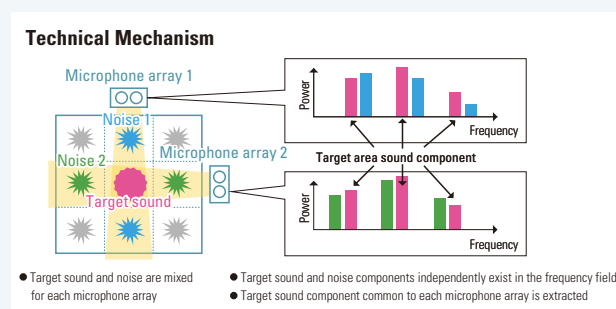 Technical Mechanism
Microphone array 1
Noise 1
Noise 2
Microphone array 2
Target sound
Power
Frequency
Target area sound component
Power
Frequency
● Target sound and noise are mixed
for each microphone array
● Target sound and noise components independently exist in the frequency field
● Target sound component common to each microphone array is extracted